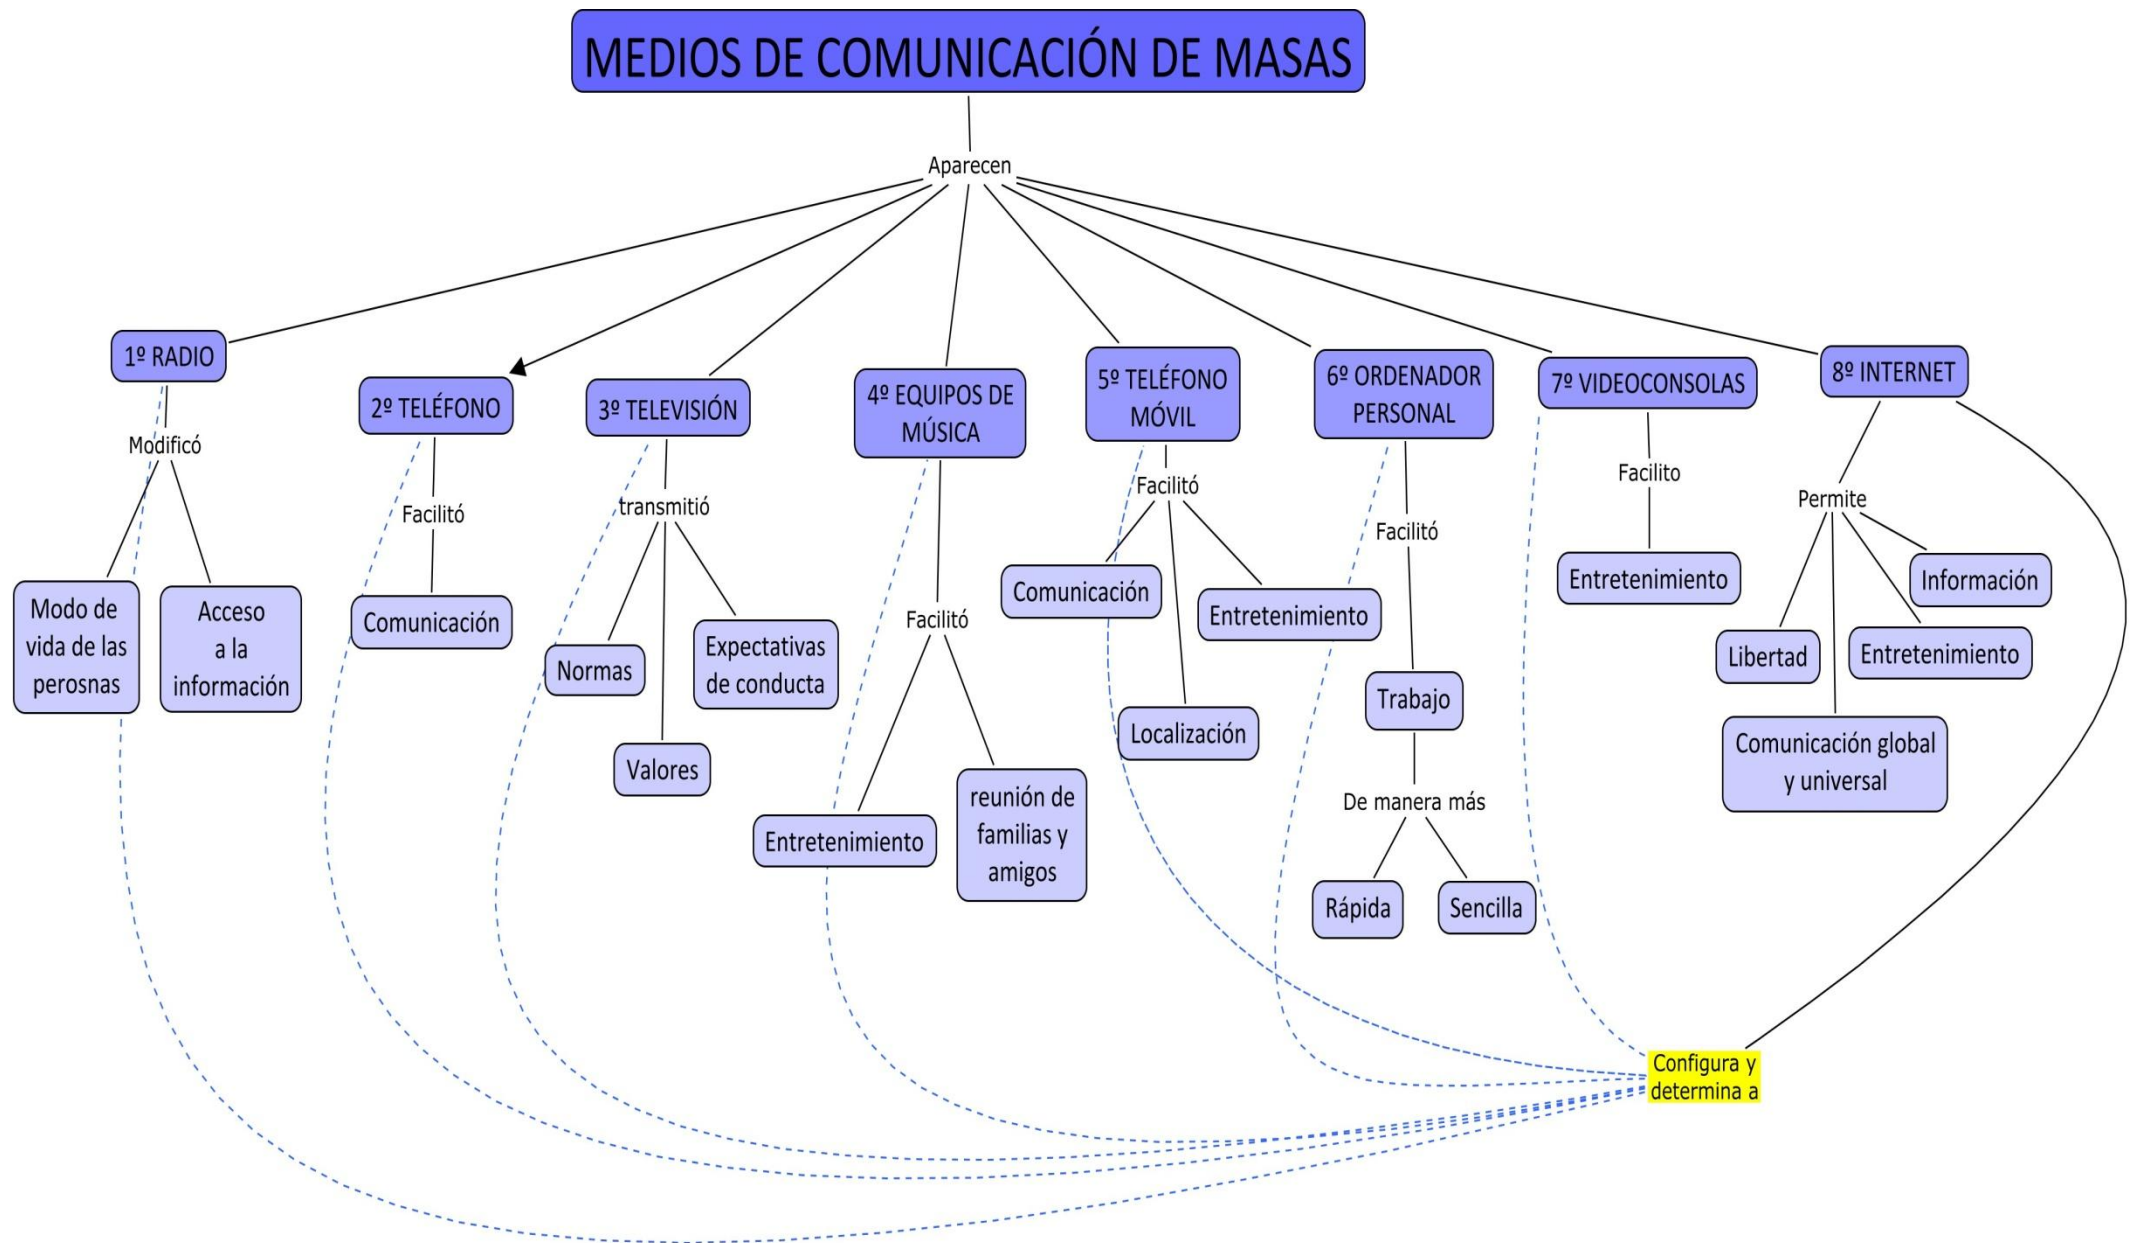 MEDIOS DE COMUNICACIÓN DE MASAS
Aparecen
1º RADIO
Modificó
Modo de
vida de las
perosnas
Acceso
a la
información
2º TELÉFONO
Facilitó
Comunicación
3º TELEVISIÓN
transmitió
Normas
Valores
Expectativas
de conducta
4º EQUIPOS DE
MÚSICA
Facilitó
Entretenimiento
reunión de
familias y
amigos
5º TELÉFONO
MÓVIL
Facilitó
Comunicación
Localización
Entretenimiento
6º ORDENADOR
PERSONAL
Facilitó
Trabajo
De manera más
Rápida
Sencilla
7º VIDEOCONSOLAS
Facilito
Entretenimiento
8º INTERNET
Permite
Libertad
Comunicación global
y universal
Entretenimiento
Información
Configura y
determina a